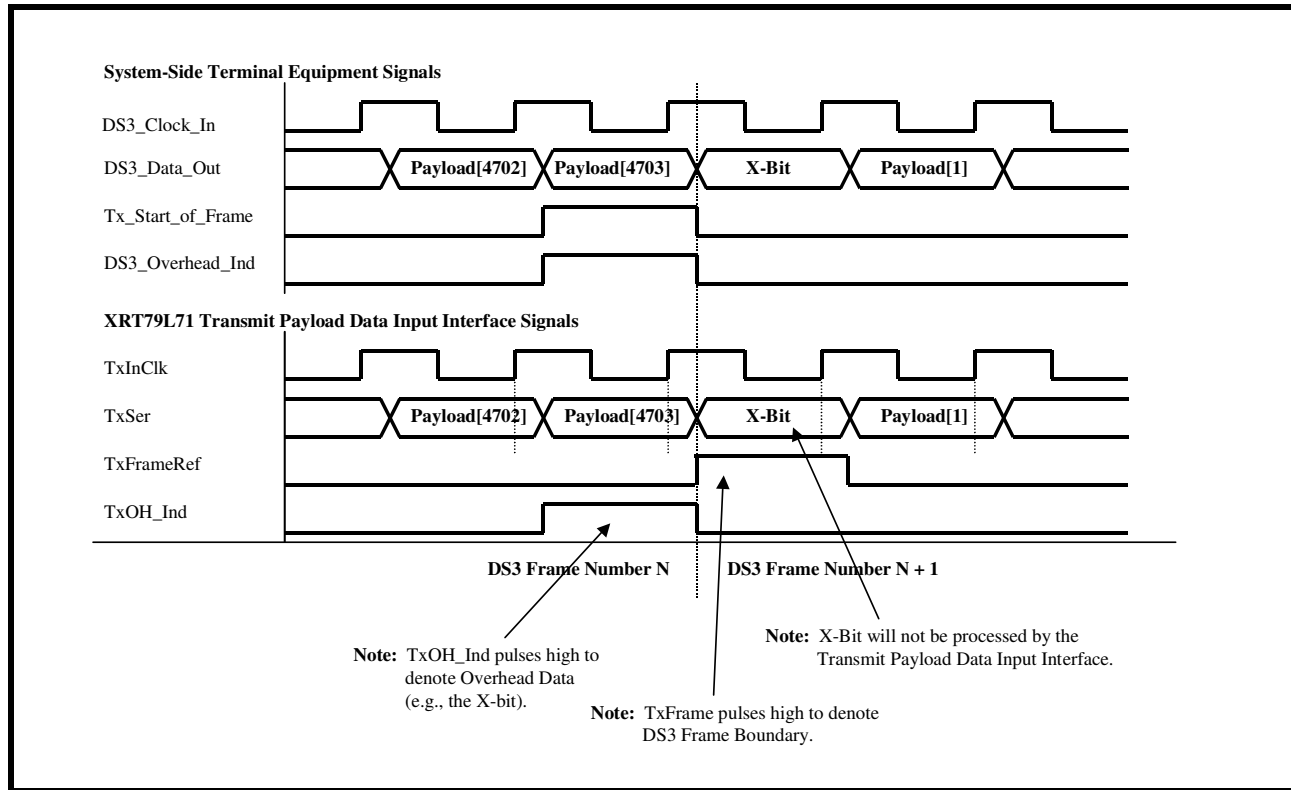 System-Side Terminal Equipment Signals
DS3_Clock_In
DS3_Data_Out
Payload[4702] Payload[4703] X-Bit Payload[1]
Tx_Start_of_Frame
DS3_Overhead_Ind
XRT79L71 Transmit Payload Data Input Interface Signals
TxInClk
TxSer
Payload[4702] Payload[4703] X-Bit Payload[1]
TxFrameRef
TxOH_Ind
DS3 Frame Number N DS3 Frame Number N + 1
Note: X-Bit will not be processed by the
Transmit Payload Data Input Interface.
Note: TxOH_Ind pulses high to
denote Overhead Data
(e.g., the X-bit).
Note: TxFrame pulses high to denote
DS3 Frame Boundary.